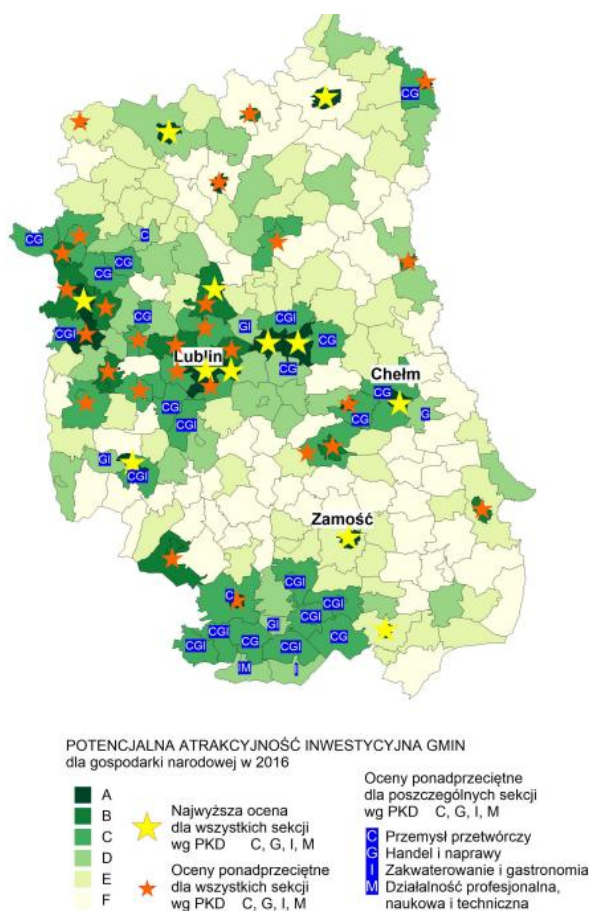 CG
CG
C
CG
CG
CG
CGI
GI
CGI
CG
Lublin
CG
Chełm
CG
CG
G
CG
CGI
GI
CGI
Zamość
CGI
C
CGI
CGI
GI
CGI
CG
CGI
CG
CGI
IM
I
POTENCJALNA ATRAKCYJNOŚĆ INWESTYCYJNA GMIN
dla gospodarki narodowej w 2016
A
B
C
D
E
F
Najwyższa ocena
dla wszystkich sekcji
wg PKD C, G, I, M
Oceny ponadprzeciętne
dla wszystkich sekcji
wg PKD C, G, I, M
Oceny ponadprzeciętne
dla poszczególnych sekcji
wg PKD C, G, I, M
C Przemysł przetwórczy
G Handel i naprawy
I Zakwaterowanie i gastronomia
M Działalność profesjonalna,
naukowa i techniczna